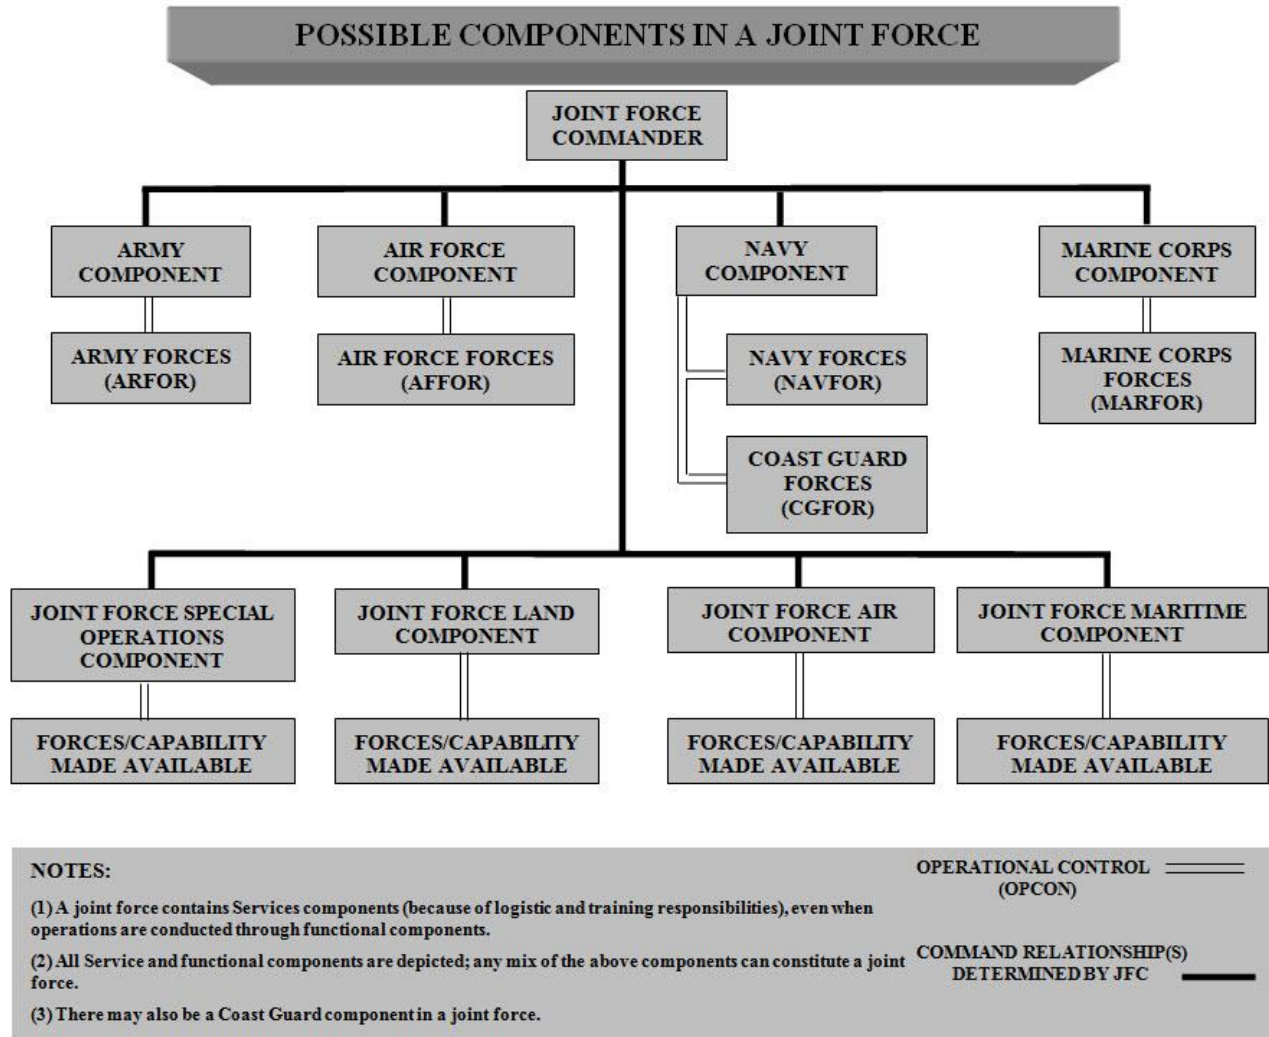 POSSIBLE COMPONENTS IN A JOINT FORCE
JOINT FORCE
COMMANDER
ARMY
COMPONENT
AIR FORCE
COMPONENT
NAVY
COMPONENT
MARINE CORPS
COMPONENT
ARMY FORCES
(ARFOR)
AIR FORCE FORCES
(AFFOR)
NAVY FORCES
(NAVFOR)
MARINE CORPS
FORCES
(MARFOR)
COAST GUARD
FORCES
(CGFOR)
JOINT FORCE SPECIAL
OPERATIONS
COMPONENT
JOINT FORCE LAND
COMPONENT
JOINT FORCE AIR
COMPONENT
JOINT FORCE MARITIME
COMPONENT
FORCES/CAPABILITY
MADE AVAILABLE
FORCES/CAPABILITY
MADE AVAILABLE
FORCES/CAPABILITY
MADE AVAILABLE
FORCES/CAPABILITY
MADE AVAILABLE
NOTES:
(1) A joint force contains Services components (because of logistic and training responsibilities), even when
operations are conducted through functional components.
(2) All Service and functional components are depicted; any mix of the above components can constitute a joint
force.
(3) There may also be a Coast Guard component in a joint force.
OPERATIONAL CONTROL
(OPCON)
COMMAND RELATIONSHIP(S)
DETERMINED BY JFC